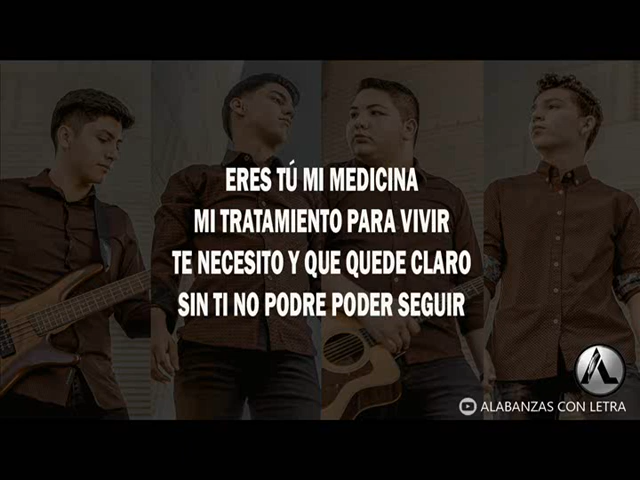 ERES TÚ MI MEDICINA
MI TRATAMIENTO PARA VIVIR
TE NECESITO Y QUE QUEDE CLARO
SIN TI NO PODRE PODER SEGUIR
ALABANZAS CON LETRA